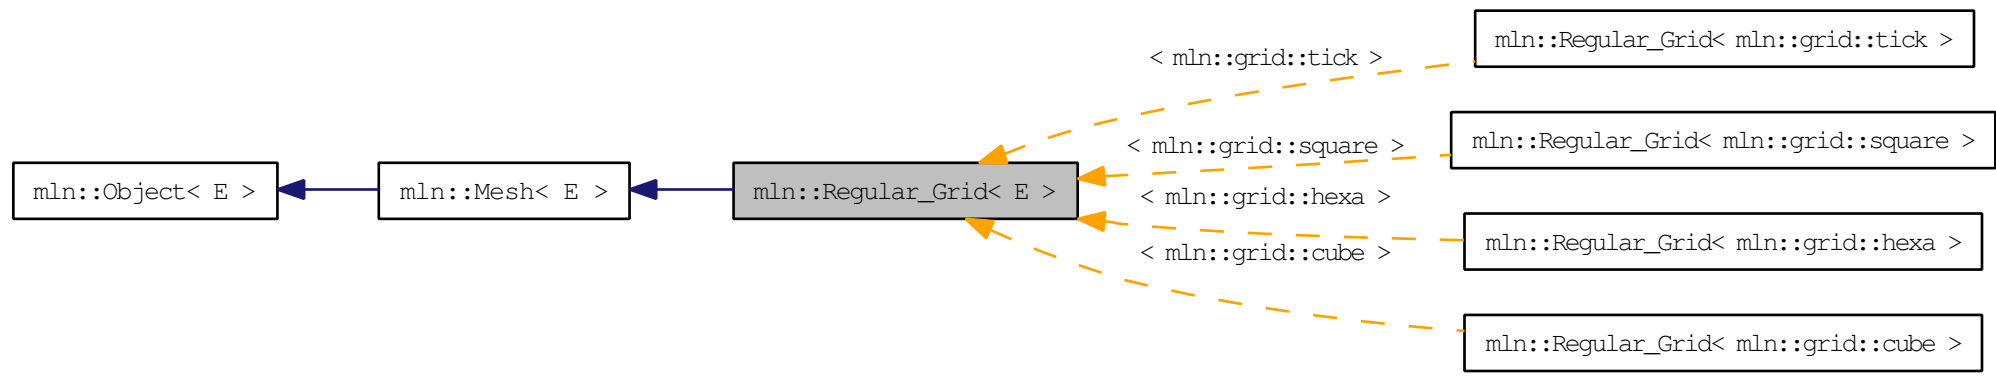 mln::Object< E >
mln::Mesh< E >
mln::Regular_Grid< E >
< mln::grid::tick >
< mln::grid::square >
< mln::grid::hexa >
< mln::grid::cube >
mln::Regular_Grid< mln::grid::tick >
mln::Regular_Grid< mln::grid::square >
mln::Regular_Grid< mln::grid::hexa >
mln::Regular_Grid< mln::grid::cube >